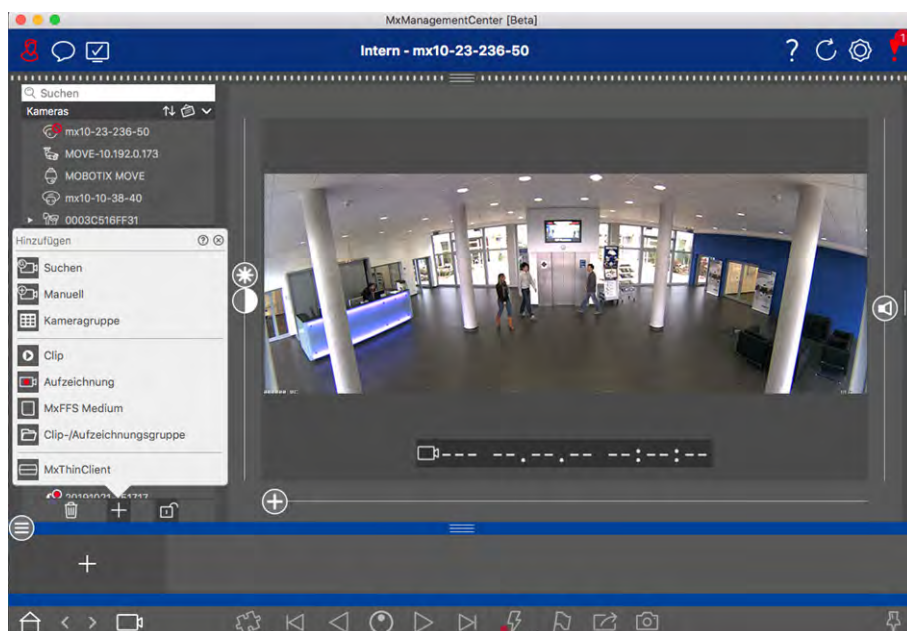 MxManagementCenter [Beta]
Intern - mx10-23-236-50
1
Suchen
Kameras
mx10-23-236-50
MOVE-10.192.0.173
MOBOTIX MOVE
mx10-10-38-40
0003C516FF31
Hinzufügen
Suchen
Manuell
Kameragruppe
Clip
Aufzeichnung
MxFFS Medium
Clip-/Aufzeichnungsgruppe
MxThinClient
--- --.--.-- --:--:--